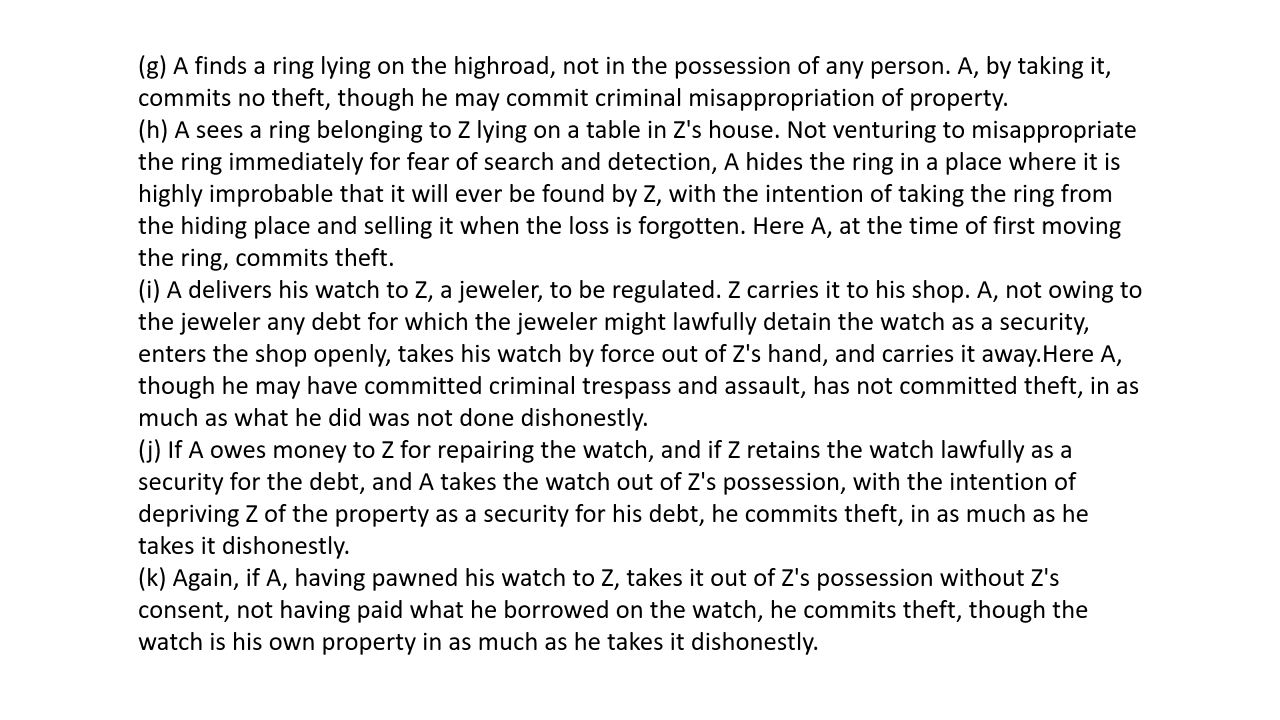 (g) A finds a ring lying on the highroad, not in the possession of any person. A, by taking it,
commits no theft, though he may commit criminal misappropriation of property.
(h) A sees a ring belonging to Z lying on a table in Z's house. Not venturing to misappropriate
the ring immediately for fear of search and detection, A hides the ring in a place where it is
highly improbable that it will ever be found by Z, with the intention of taking the ring from
the hiding place and selling it when the loss is forgotten. Here A, at the time of first moving
the ring, commits theft.
(i) A delivers his watch to Z, a jeweler, to be regulated. Z carries it to his shop. A, not owing to
the jeweler any debt for which the jeweler might lawfully detain the watch as a security,
enters the shop openly, takes his watch by force out of Z's hand, and carries it away.Here A,
though he may have committed criminal trespass and assault, has not committed theft, in as
much as what he did was not done dishonestly.
(j) If A owes money to Z for repairing the watch, and if Z retains the watch lawfully as a
security for the debt, and A takes the watch out of Z's possession, with the intention of
depriving Z of the property as a security for his debt, he commits theft, in as much as he
takes it dishonestly.
(k) Again, if A, having pawned his watch to Z, takes it out of Z's possession without Z's
consent, not having paid what he borrowed on the watch, he commits theft, though the
watch is his own property in as much as he takes it dishonestly.